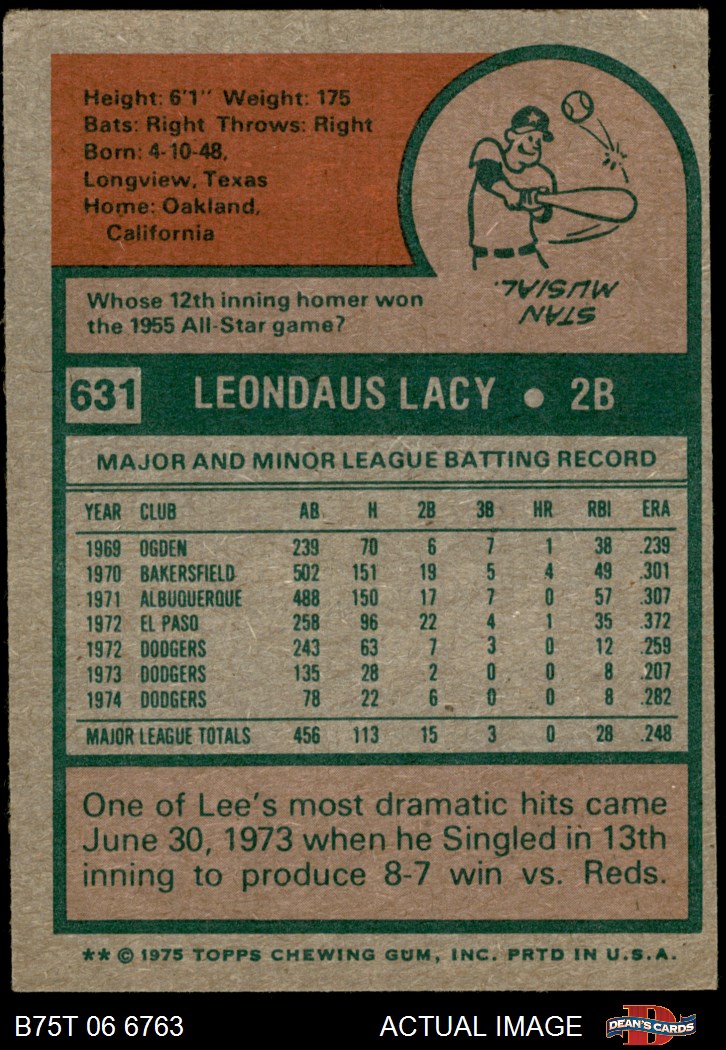 Height: 6'1" Weight: 175
Bats: Right Throws: Right
Born: 4-10-48,
Longview, Texas
Home: Oakland,
California
STAN
MUSIAL.
Whose 12th inning homer won
the 1955 All-Star game?
631 LEONDAUS LACY • 2B
MAJOR AND MINOR LEAGUE BATTING RECORD
YEAR CLUB AB H 2B 3B HR RBI ERA
1969 OGDEN 239 70 6 7 1 38 .239
1970 BAKERSFIELD 502 151 19 5 4 49 .301
1971 ALBUQUERQUE 488 150 17 7 0 57 .307
1972 EL PASO 258 96 22 4 1 35 .372
1972 DODGERS 243 63 7 3 0 12 .259
1973 DODGERS 135 28 2 0 0 8 .207
1974 DODGERS 78 22 6 0 0 8 .282
MAJOR LEAGUE TOTALS 456 113 15 3 0 28 .248
One of Lee's most dramatic hits came
June 30, 1973 when he Singled in 13th
inning to produce 8-7 win vs. Reds.
** © 1975 TOPPS CHEWING GUM, INC. PRTD IN U.S.A.
B75T 06 6763 ACTUAL IMAGE D DEAN'S CARDS